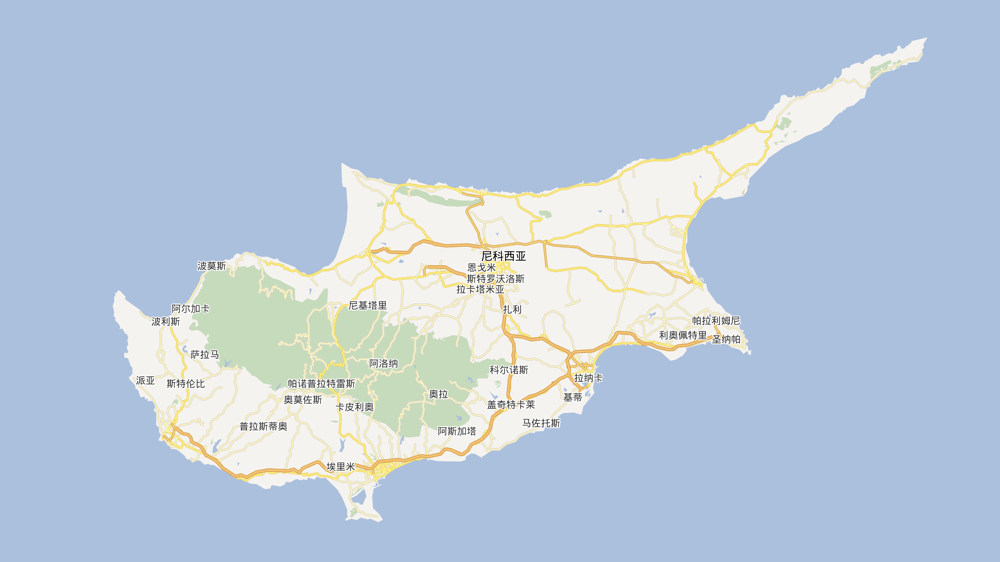 尼科西亚
波莫斯
恩戈米
斯特罗沃洛斯
拉卡塔米亚
尼基塔里
阿尔加卡
扎利
波利斯
帕拉利姆尼
利奥佩特里
圣纳帕
萨拉马
阿洛纳
科尔诺斯
拉纳卡
派亚
斯特伦比
帕诺普拉特雷斯
奥拉
基蒂
奥莫佐斯
盖奇特卡莱
卡皮利奥
马佐托斯
普拉斯蒂奥
阿斯加塔
埃里米